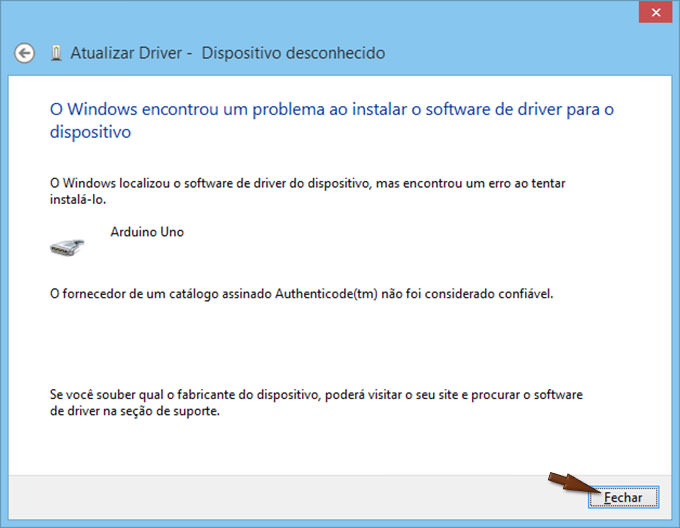 Atualizar Driver - Dispositivo desconhecido
O Windows encontrou um problema ao instalar o software de driver para o
dispositivo
O Windows localizou o software de driver do dispositivo, mas encontrou um erro ao tentar
instalá-lo.
Arduino Uno
O fornecedor de um catálogo assinado Authenticode(tm) não foi considerado confiável.
Se você souber qual o fabricante do dispositivo, poderá visitar o seu site e procurar o software
de driver na seção de suporte.
Fechar